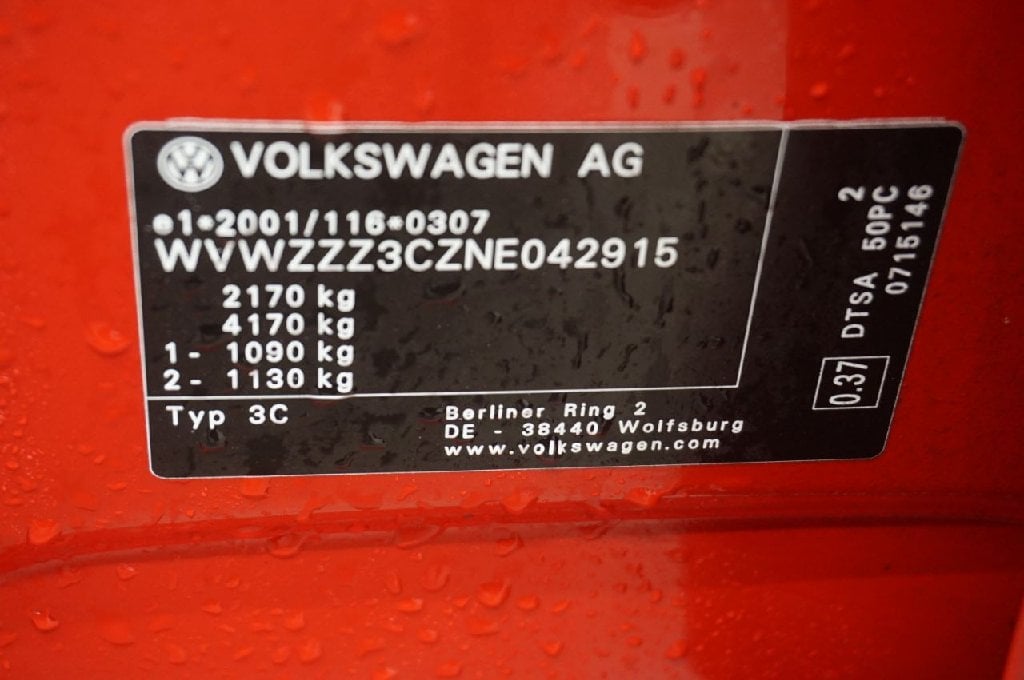 VOLKSWAGEN AG
e1*2001/116*0307
WVWZZZ3CZNE042915
2170 kg
4170 kg
1- 1090 kg
2- 1130 kg
Typ 3C
Berliner Ring 2
DE - 38440 Wolfsburg
www.volkswagen.com
2
DTSA 50PC
0715146
0.37